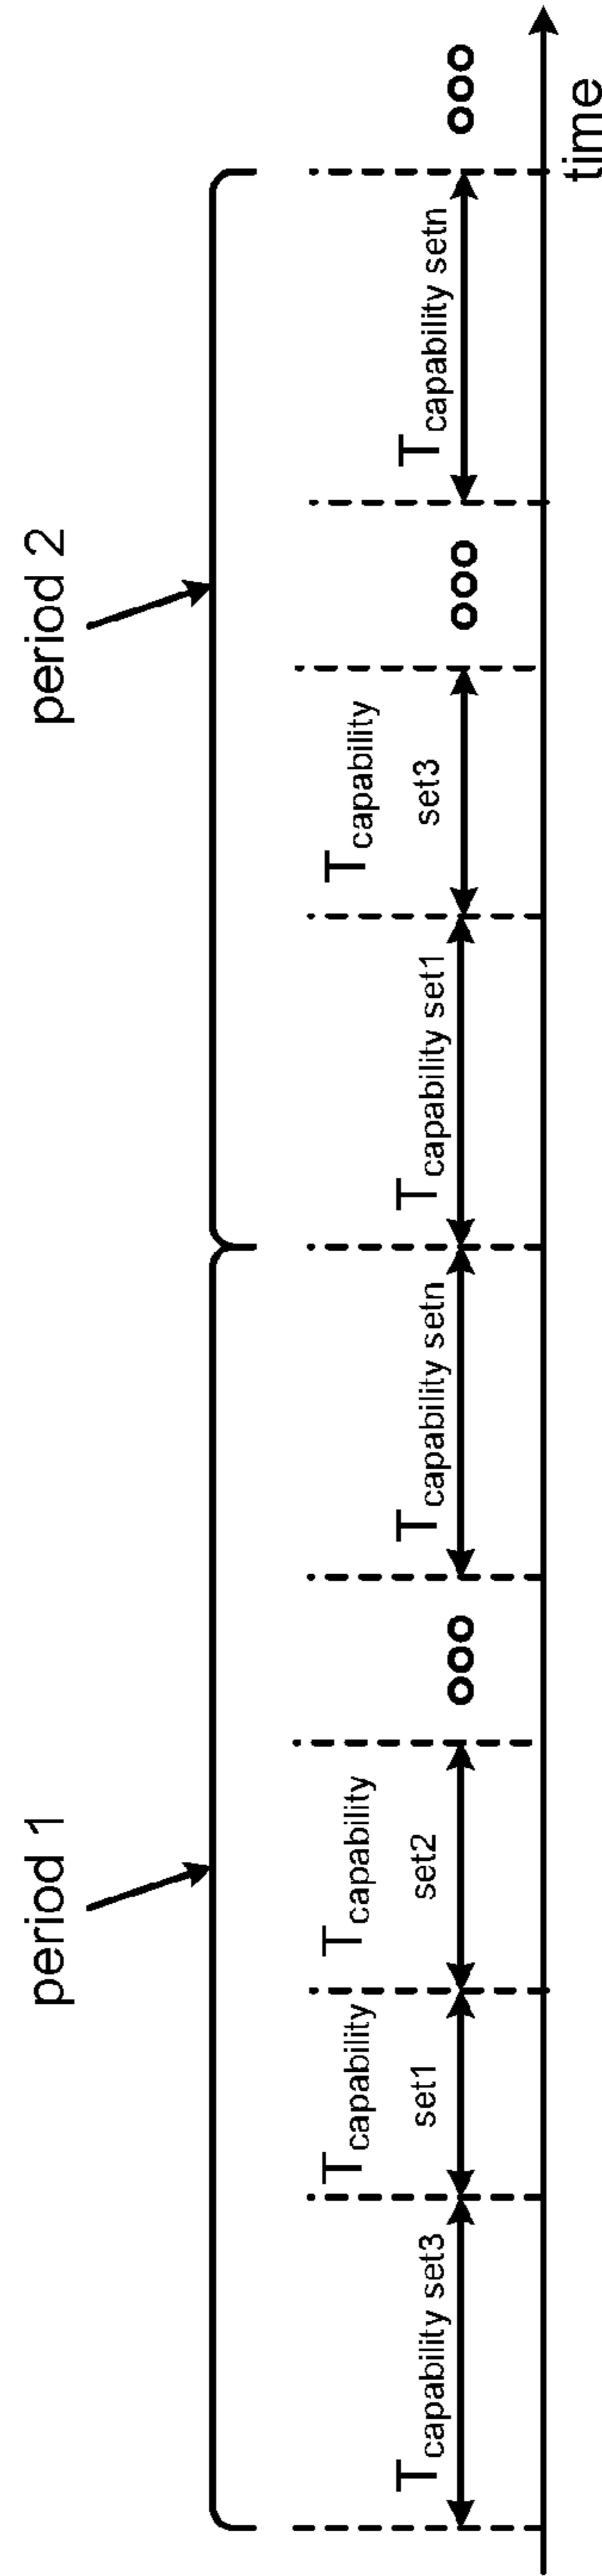 period 1
period 2
T capability set3
T capability
set1
T capability
set2
ooo
T capability setn
T capability set1
T capability
set3
ooo
T capability setn
ooo
time